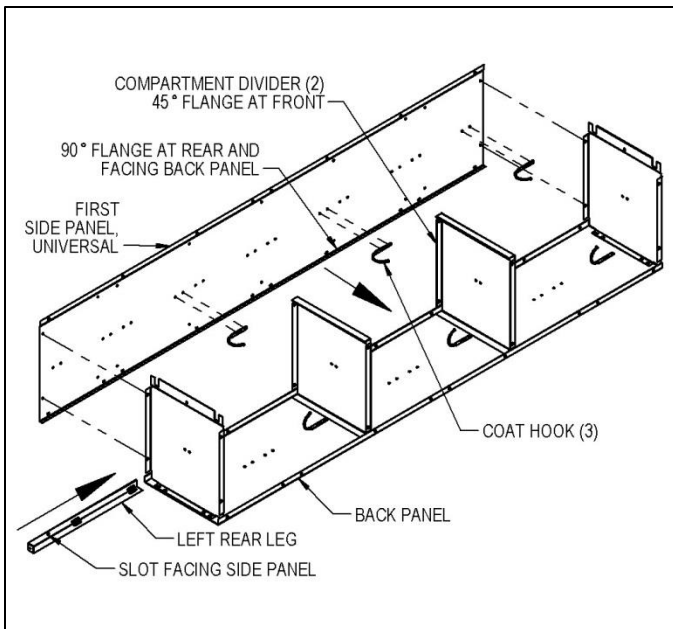 COMPARTMENT DIVIDER (2)
45° FLANGE AT FRONT
90° FLANGE AT REAR AND
FACING BACK PANEL
FIRST
SIDE PANEL,
UNIVERSAL
COAT HOOK (3)
BACK PANEL
LEFT REAR LEG
SLOT FACING SIDE PANEL